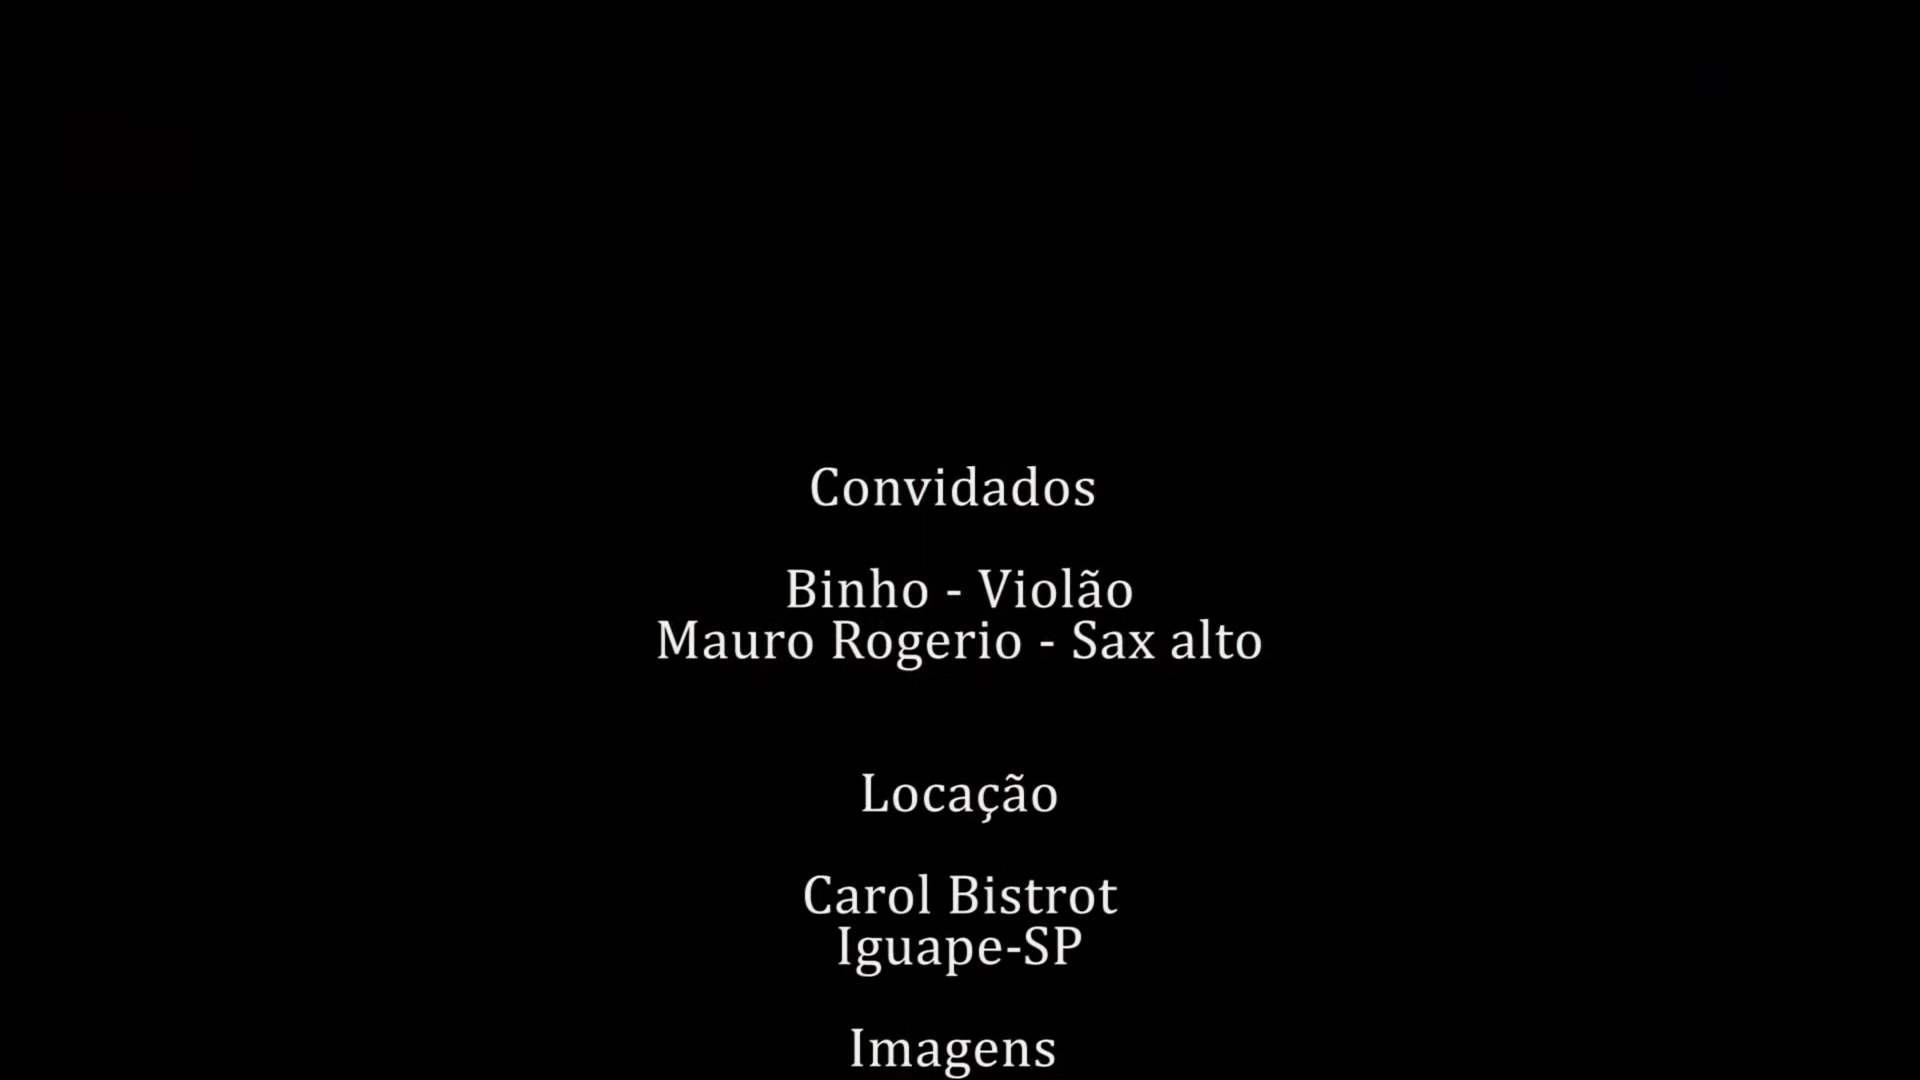 Convidados
Binho - Violão
Mauro Rogerio - Sax alto
Locação
Carol Bistrot
Iguape-SP
Imagens